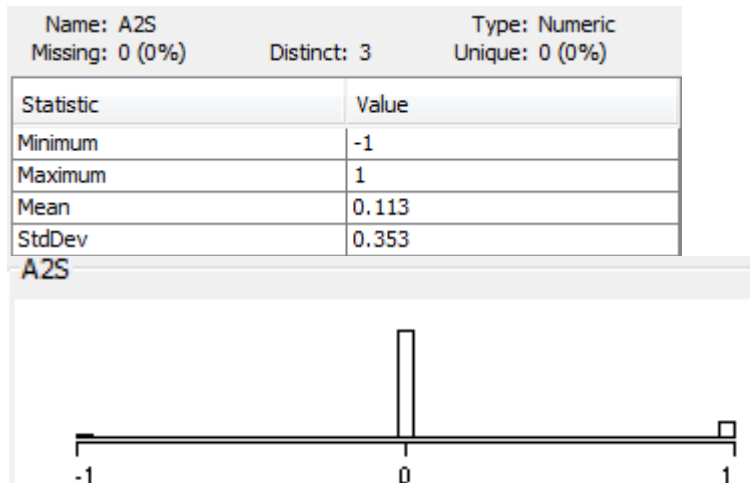 Name: A2S Type: Numeric
Missing: 0 (0%) Distinct: 3 Unique: 0 (0%)
Statistic Value
Minimum -1
Maximum 1
Mean 0.113
StdDev 0.353
A2S
-1 0 1